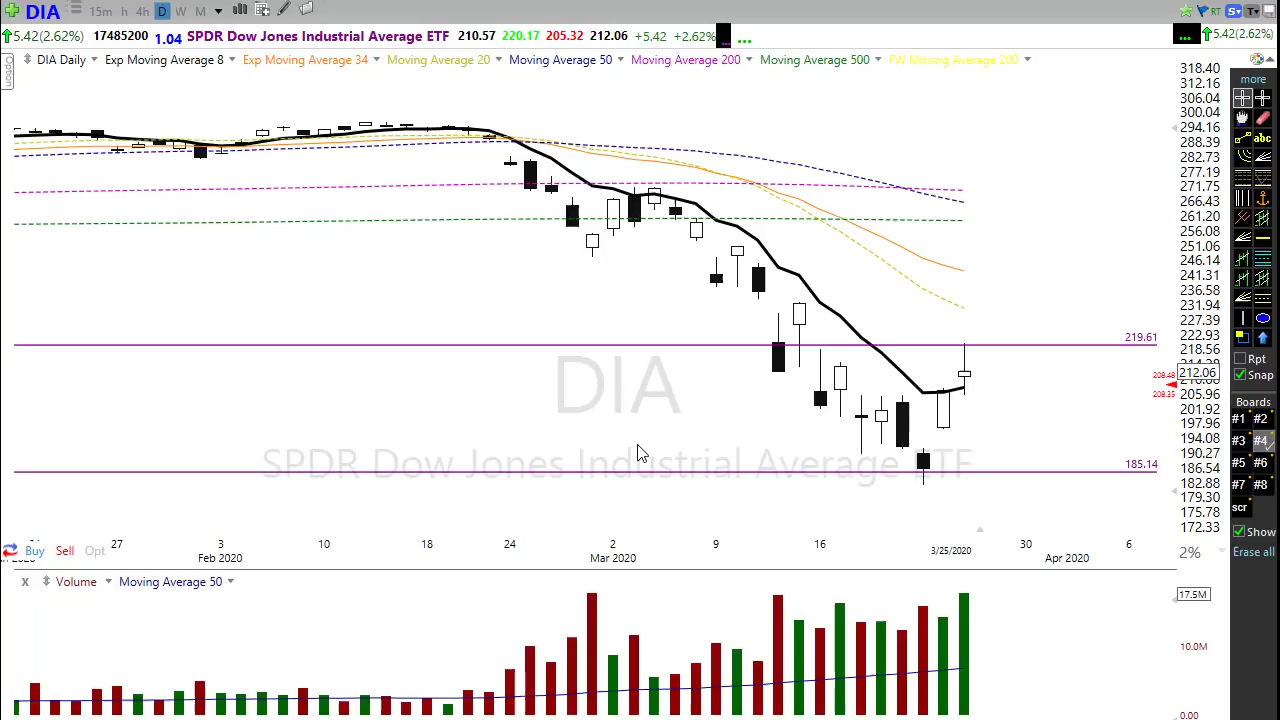 DIA 15m h 4h D W M RT S T
5.42(2.62%) 17485200 1.04 SPDR Dow Jones Industrial Average ETF 210.57 220.17 205.32 212.06 +5.42 +2.62% ... ... 5.42(2.62%)
Option DIA Daily Exp Moving Average 8 Exp Moving Average 34 Moving Average 20 Moving Average 50 Moving Average 200 Moving Average 500 FW Moving Average 200
318.40
312.16
306.04
300.04
294.16
288.39
282.73
277.19
271.75
266.43
261.20
256.08
251.06
246.14
241.31
236.58
231.94
227.39
222.93
219.61
218.56
212.06
208.48
208.35
205.96
201.92
197.96
194.08
190.27
185.14
186.54
182.88
179.30
175.78
172.33
DIA
SPDR Dow Jones Industrial Average ETF
more
abc
Rpt
Snap
Boards
#1 #2
#3 #4
#5 #6
#7 #8
scr
Show
Erase all
27 10 18 24 2 9 16 3/25/2020 30 6
Feb 2020 Mar 2020 Apr 2020
Buy Sell Opt 2%
x Volume Moving Average 50
17.5M
10.0M
0.00